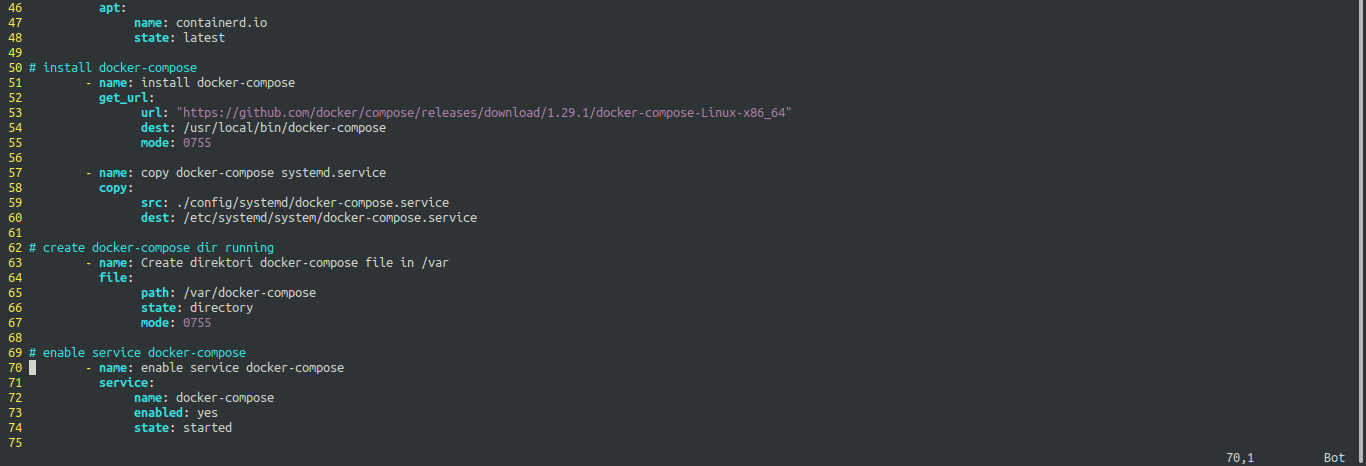 46 apt:
47 name: containerd.io
48 state: latest
49
50 # install docker-compose
51 - name: install docker-compose
52 get_url:
53 url: "https://github.com/docker/compose/releases/download/1.29.1/docker-compose-Linux-x86_64"
54 dest: /usr/local/bin/docker-compose
55 mode: 0755
56
57 - name: copy docker-compose systemd.service
58 copy:
59 src: ./config/systemd/docker-compose.service
60 dest: /etc/systemd/system/docker-compose.service
61
62 # create docker-compose dir running
63 - name: Create direktori docker-compose file in /var
64 file:
65 path: /var/docker-compose
66 state: directory
67 mode: 0755
68
69 # enable service docker-compose
70 - name: enable service docker-compose
71 service:
72 name: docker-compose
73 enabled: yes
74 state: started
75
70,1 Bot